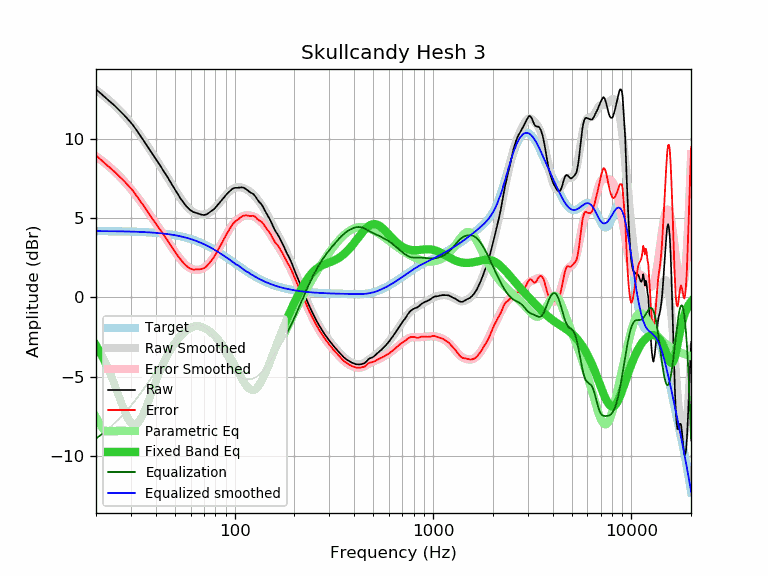 Skullcandy Hesh 3
Amplitude (dBr)
10
5
0
−5
−10
Target
Raw Smoothed
Error Smoothed
Raw
Error
Parametric Eq
Fixed Band Eq
Equalization
Equalized smoothed
100
1000
10000
Frequency (Hz)